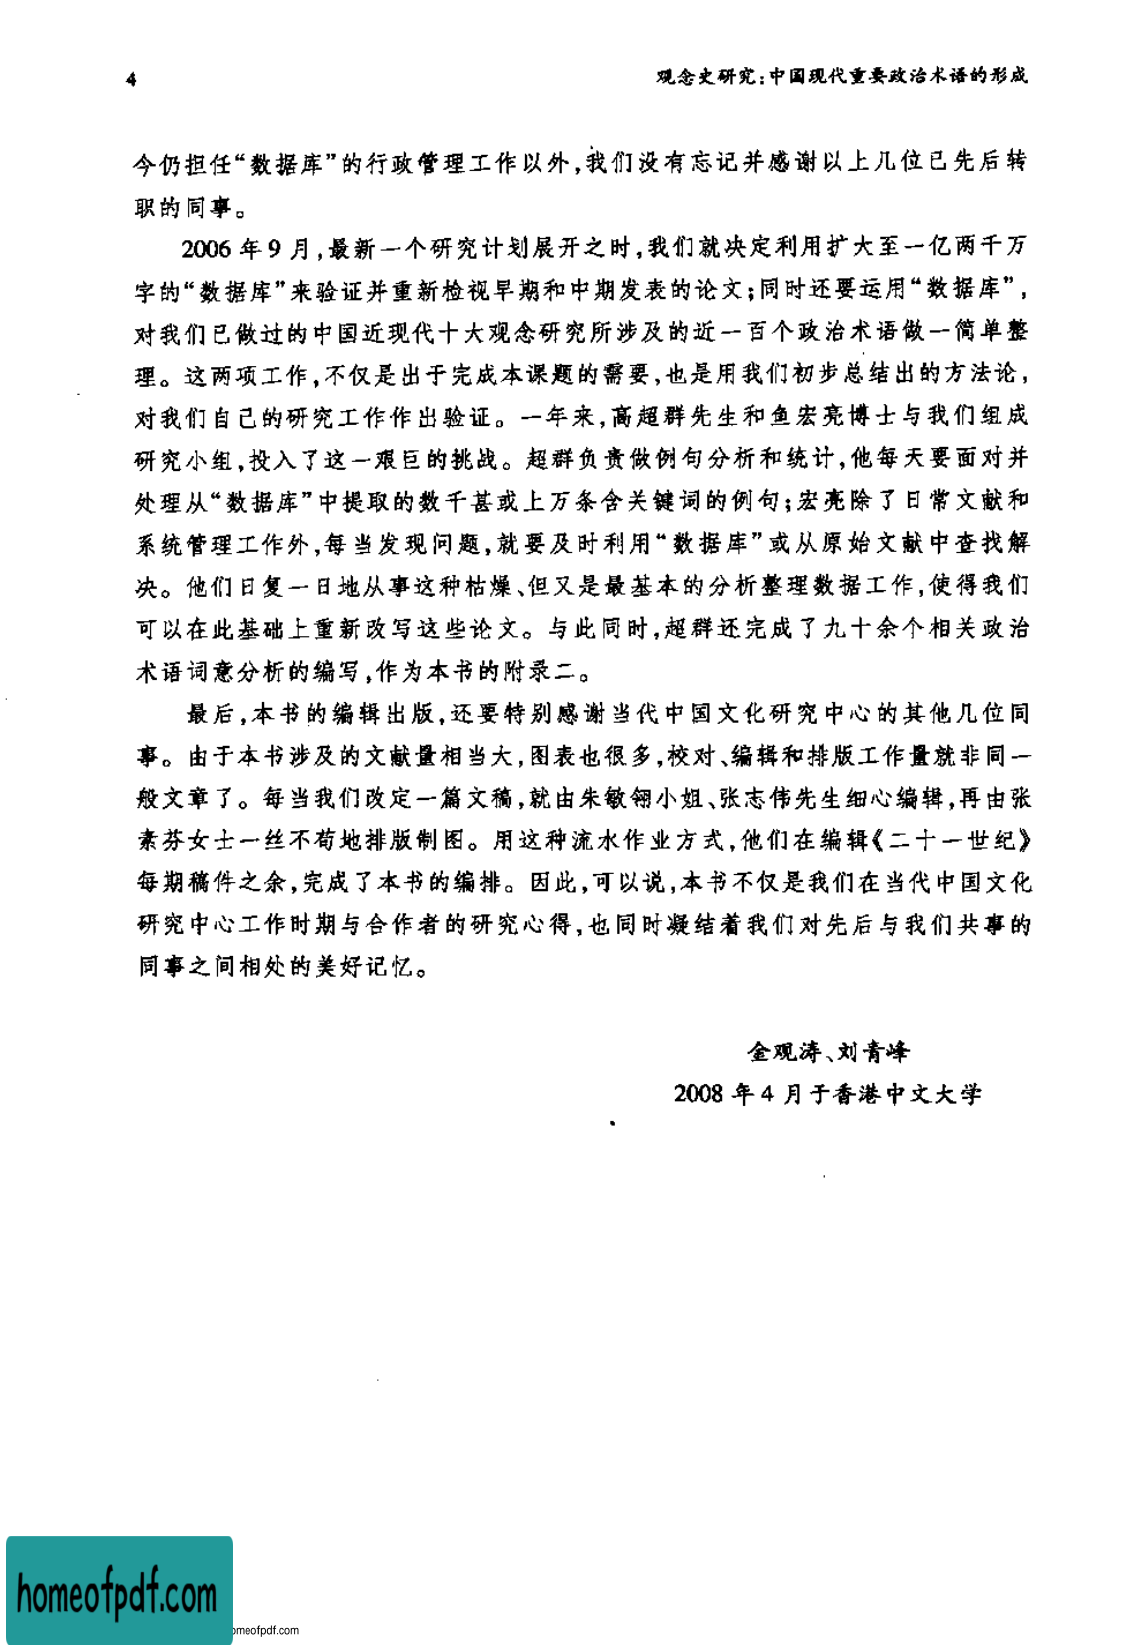 4
观念史研究：中国现代重要政治术语的形成
今仍担任“数据库”的行政管理工作以外，我们没有忘记并感谢以上几位已先后转
职的同事。
2006 年 9 月，最新一个研究计划展开之时，我们就决定利用扩大至一亿两千万
字的“数据库”来验证并重新检视早期和中期发表的论文；同时还要运用“数据库”，
对我们已做过的中国近现代十大观念研究所涉及的近一百个政治术语做一简单整
理。这两项工作，不仅是出于完成本课题的需要，也是用我们初步总结出的方法论，
对我们自己的研究工作作出验证。一年来，高超群先生和鱼宏亮博士与我们组成
研究小组，投入了这一艰巨的挑战。超群负责做例句分析和统计，他每天要面对并
处理从“数据库”中提取的数千甚或上万条含关键词的例句；宏亮除了日常文献和
系统管理工作外，每当发现问题，就要及时利用“数据库”或从原始文献中查找解
决。他们日复一日地从事这种枯燥、但又是最基本的分析整理数据工作，使得我们
可以在此基础上重新改写这些论文。与此同时，超群还完成了九十余个相关政治
术语词意分析的编写，作为本书的附录二。
最后，本书的编辑出版，还要特别感谢当代中国文化研究中心的其他几位同
事。由于本书涉及的文献量相当大，图表也很多，校对、编辑和排版工作量就非同一
般文章了。每当我们改定一篇文稿，就由朱敏翎小姐、张志伟先生细心编辑，再由张
素芬女士一丝不苟地排版制图。用这种流水作业方式，他们在编辑《二十一世纪》
每期稿件之余，完成了本书的编排。因此，可以说，本书不仅是我们在当代中国文化
研究中心工作时期与合作者的研究心得，也同时凝结着我们对先后与我们共事的
同事之间相处的美好记忆。
金观涛、刘青峰
2008 年 4 月于香港中文大学
homeofpdf.com
omeofpdf.com